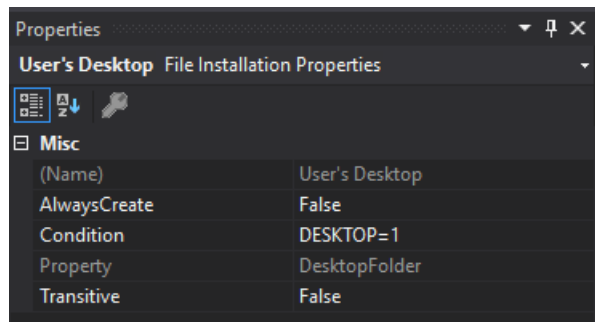 Properties
User's Desktop File Installation Properties
Misc
(Name) User's Desktop
AlwaysCreate False
Condition DESKTOP=1
Property DesktopFolder
Transitive False